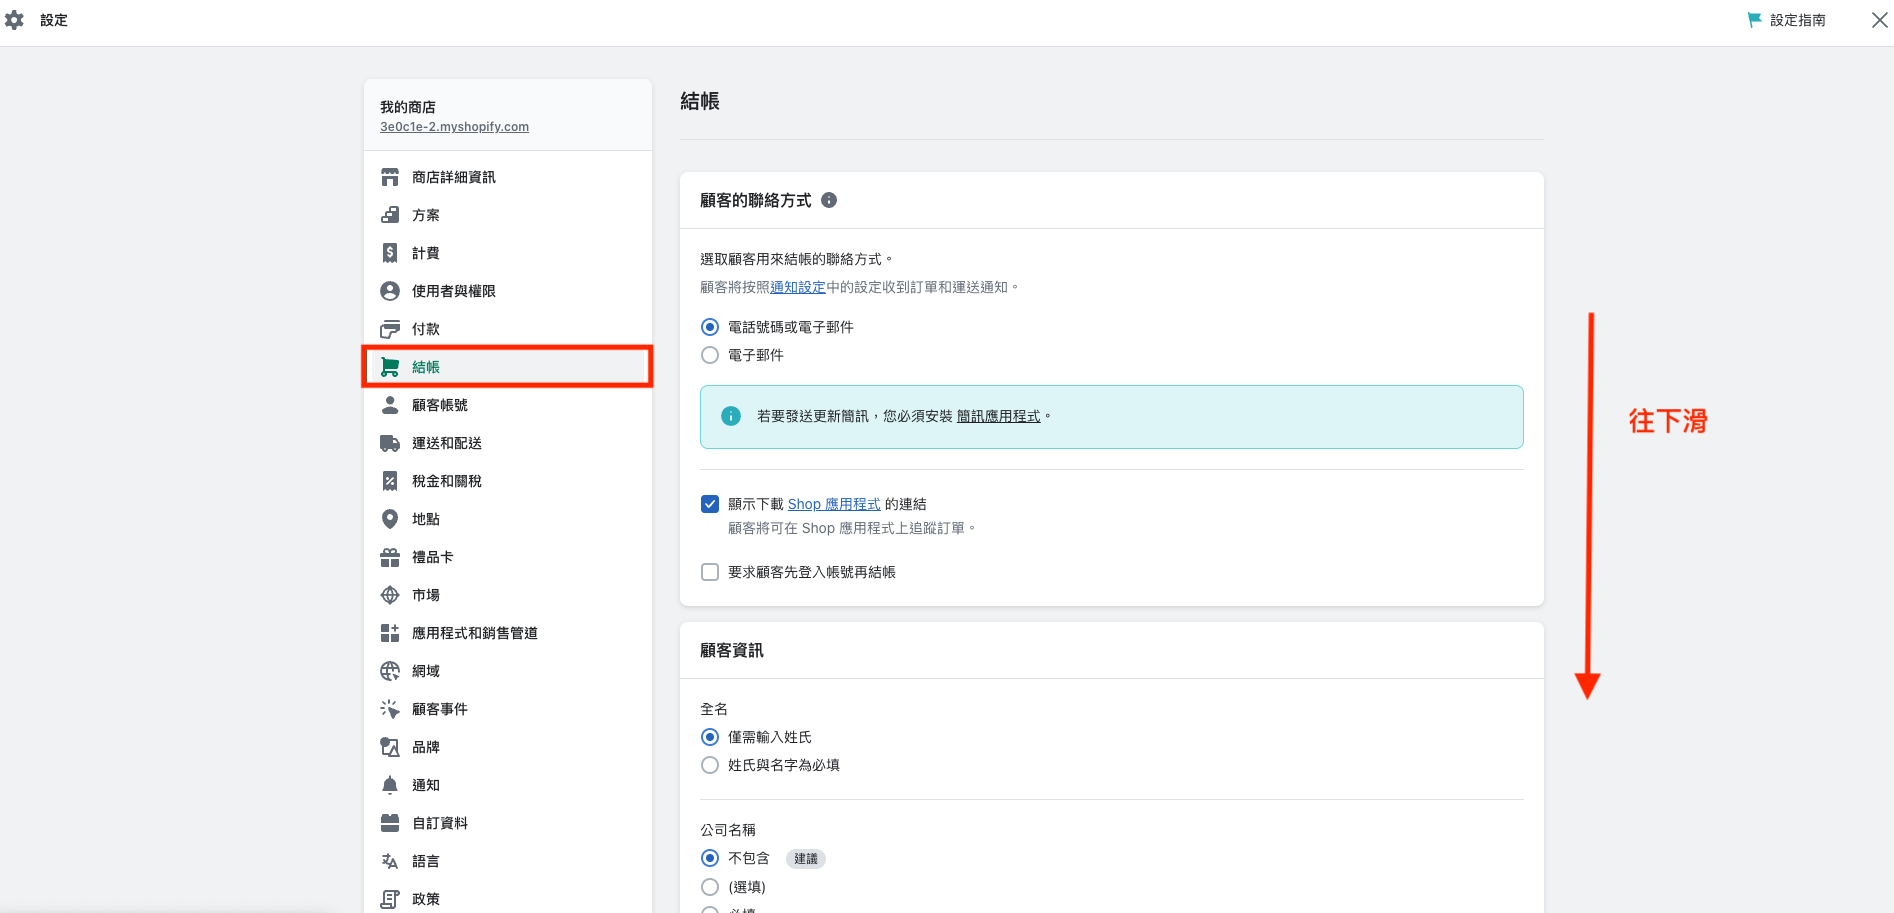 設定
設定指南
我的商店
3e0c1e-2.myshopify.com
商店詳細資訊
方案
計費
使用者與權限
付款
結帳
顧客帳號
運送和配送
稅金和關稅
地點
禮品卡
市場
應用程式和銷售管道
網域
顧客事件
品牌
通知
自訂資料
語言
政策
結帳
顧客的聯絡方式
選取顧客用來結帳的聯絡方式。
顧客將按照通知設定中的設定收到訂單和運送通知。
電話號碼或電子郵件
電子郵件
若要發送更新簡訊，您必須安裝 簡訊應用程式。
顯示下載 Shop 應用程式 的連結
顧客將可在 Shop 應用程式上追蹤訂單。
要求顧客先登入帳號再結帳
顧客資訊
全名
僅需輸入姓氏
姓氏與名字為必填
公司名稱
不包含 建議
(選填)
往下滑